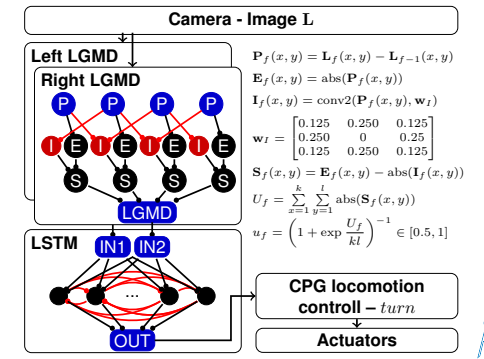 Camera - Image L
Left LGMD
Right LGMD
P P P P
I E I E I E I E
S S S S
LGMD
LSTM
IN1 IN2
...
OUT
P_f(x, y) = L_f(x, y) − L_{f−1}(x, y)
E_f(x, y) = abs(P_f(x, y))
I_f(x, y) = conv2(P_f(x, y), w_I)
w_I = [0.125 0.250 0.125
0.250 0 0.25
0.125 0.250 0.125]
S_f(x, y) = E_f(x, y) − abs(I_f(x, y))
U_f = ∑_{x=1}^{k} ∑_{y=1}^{l} abs(S_f(x, y))
u_f = (1 + exp U_f/kl)^{−1} ∈ [0.5, 1]
CPG locomotion
controll – turn
Actuators